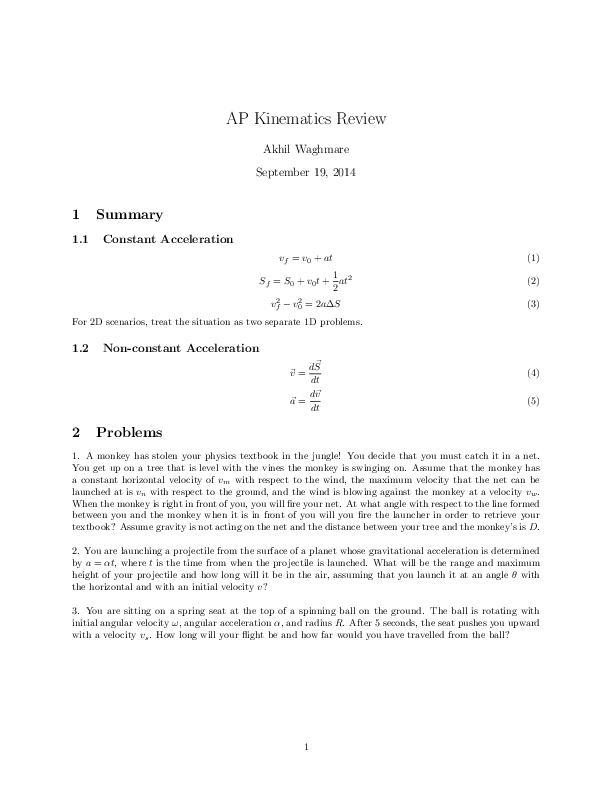 AP Kinematics Review
Akhil Waghmare
September 19, 2014
1 Summary
1.1 Constant Acceleration
v_f = v_0 + at (1)
S_f = S_0 + v_0t + \frac{1}{2}at^2 (2)
v_f^2 − v_0^2 = 2aΔS (3)
For 2D scenarios, treat the situation as two separate 1D problems.
1.2 Non-constant Acceleration
\vec{v} = \frac{d\vec{S}}{dt} (4)
\vec{a} = \frac{d\vec{v}}{dt} (5)
2 Problems
1. A monkey has stolen your physics textbook in the jungle! You decide that you must catch it in a net.
You get up on a tree that is level with the vines the monkey is swinging on. Assume that the monkey has
a constant horizontal velocity of v_m with respect to the wind, the maximum velocity that the net can be
launched at is v_n with respect to the ground, and the wind is blowing against the monkey at a velocity v_w.
When the monkey is right in front of you, you will fire your net. At what angle with respect to the line formed
between you and the monkey when it is in front of you will you fire the launcher in order to retrieve your
textbook? Assume gravity is not acting on the net and the distance between your tree and the monkey's is D.
2. You are launching a projectile from the surface of a planet whose gravitational acceleration is determined
by a = αt, where t is the time from when the projectile is launched. What will be the range and maximum
height of your projectile and how long will it be in the air, assuming that you launch it at an angle θ with
the horizontal and with an initial velocity v?
3. You are sitting on a spring seat at the top of a spinning ball on the ground. The ball is rotating with
initial angular velocity ω, angular acceleration α, and radius R. After 5 seconds, the seat pushes you upward
with a velocity v_s. How long will your flight be and how far would you have travelled from the ball?
1